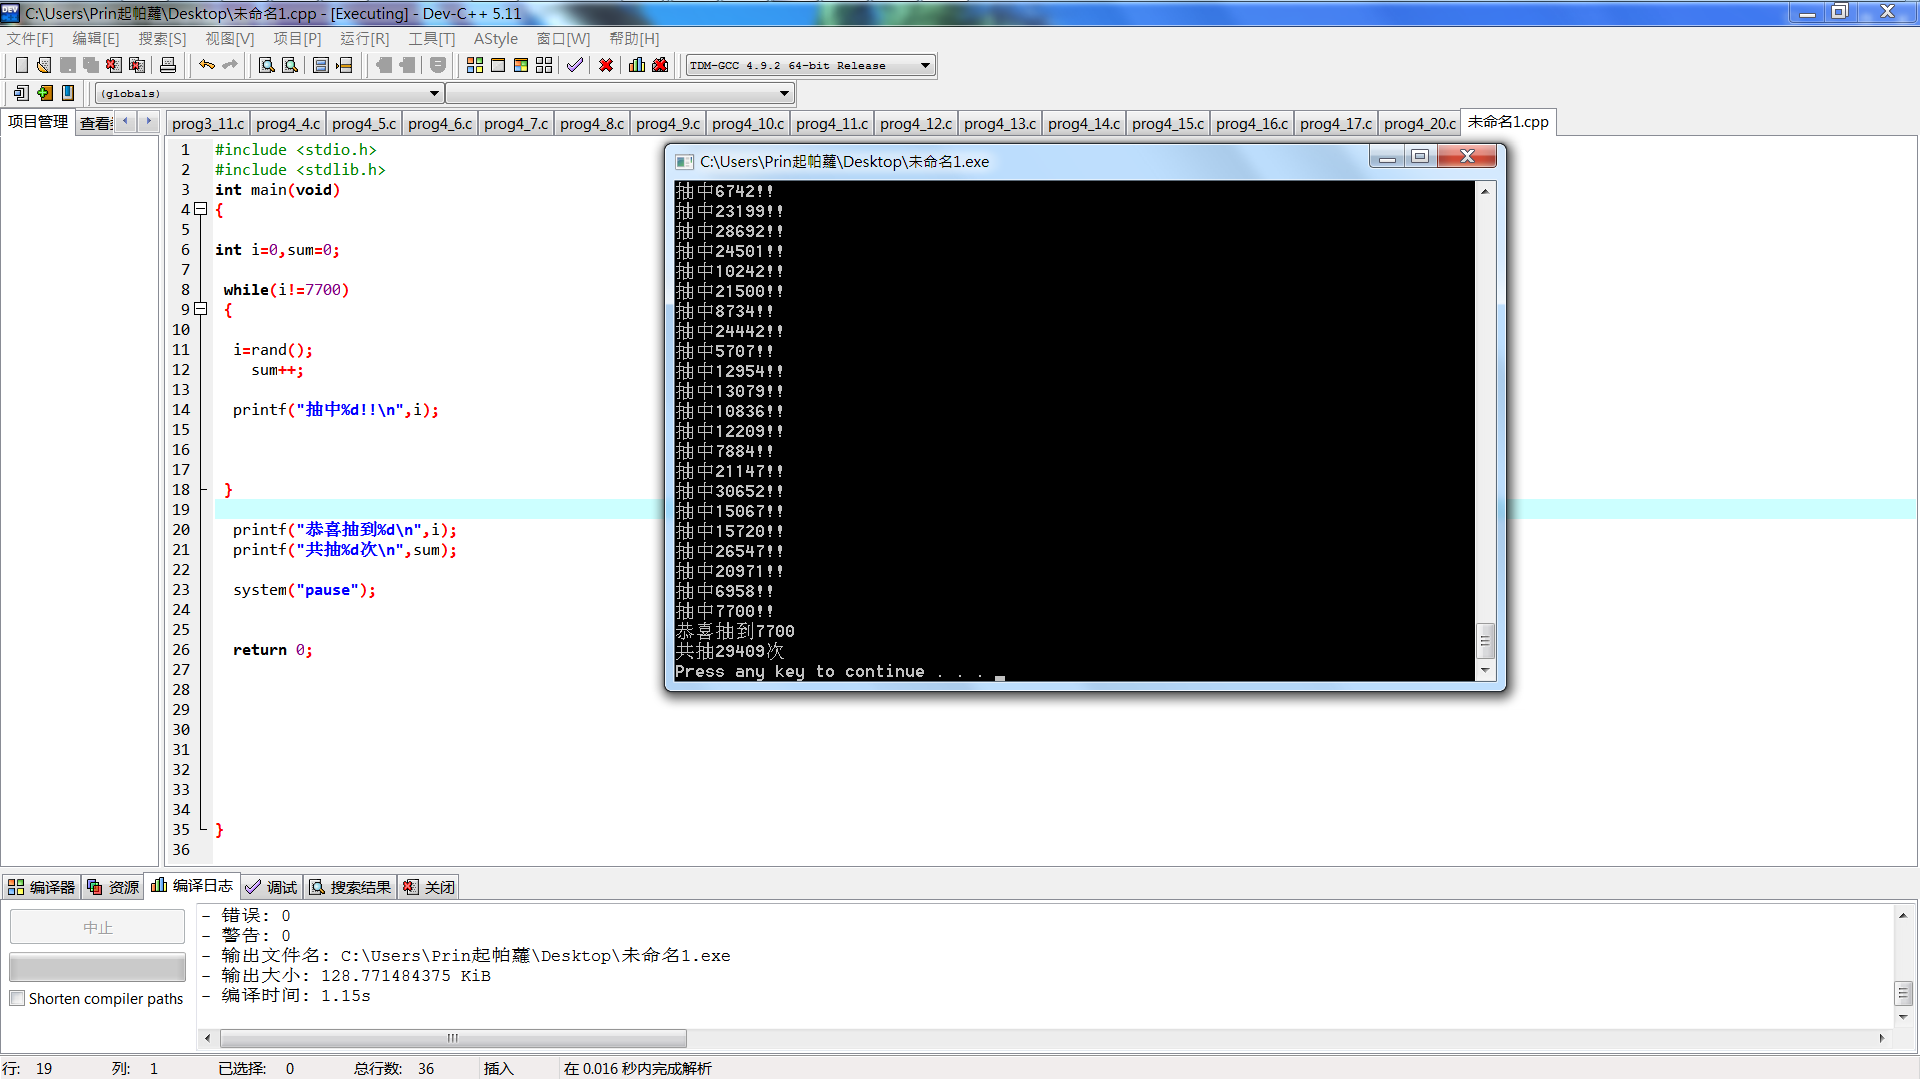 C:\Users\Prin起帕蘿\Desktop\未命名1.cpp - [Executing] - Dev-C++ 5.11
文件[F] 编辑[E] 搜索[S] 视图[V] 项目[P] 运行[R] 工具[T] AStyle 窗口[W] 帮助[H]
TDM-GCC 4.9.2 64-bit Release
(globals)
项目管理 查看
prog3_11.c prog4_4.c prog4_5.c prog4_6.c prog4_7.c prog4_8.c prog4_9.c prog4_10.c prog4_11.c prog4_12.c prog4_13.c prog4_14.c prog4_15.c prog4_16.c prog4_17.c prog4_20.c 未命名1.cpp
1 #include <stdio.h>
2 #include <stdlib.h>
3 int main(void)
4 {
5
6 int i=0,sum=0;
7
8 while(i!=7700)
9 {
10
11 i=rand();
12 sum++;
13
14 printf("抽中%d!!\n",i);
15
16
17
18 }
19
20 printf("恭喜抽到%d\n",i);
21 printf("共抽%d次\n",sum);
22
23 system("pause");
24
25
26 return 0;
27
28
29
30
31
32
33
34
35 }
36
C:\Users\Prin起帕蘿\Desktop\未命名1.exe
抽中6742!!
抽中23199!!
抽中28692!!
抽中24501!!
抽中10242!!
抽中21500!!
抽中8734!!
抽中24442!!
抽中5707!!
抽中12954!!
抽中13079!!
抽中10836!!
抽中12209!!
抽中7884!!
抽中21147!!
抽中30652!!
抽中15067!!
抽中15720!!
抽中26547!!
抽中20971!!
抽中6958!!
抽中7700!!
恭喜抽到7700
共抽29409次
Press any key to continue . . .
编译器 资源 编译日志 调试 搜索结果 关闭
中止
Shorten compiler paths
- 错误: 0
- 警告: 0
- 输出文件名: C:\Users\Prin起帕蘿\Desktop\未命名1.exe
- 输出大小: 128.771484375 KiB
- 编译时间: 1.15s
行: 19 列: 1 已选择: 0 总行数: 36 插入 在 0.016 秒内完成解析